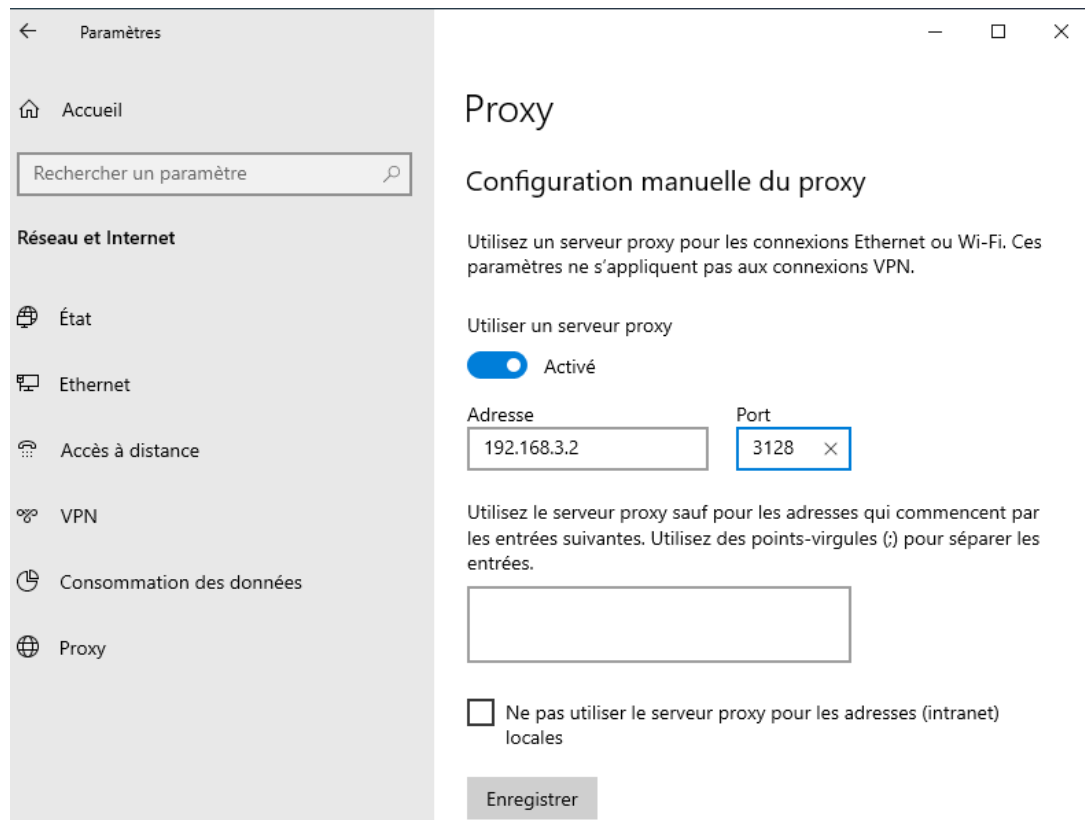 Paramètres
Accueil
Rechercher un paramètre
Réseau et Internet
État
Ethernet
Accès à distance
VPN
Consommation des données
Proxy
Proxy
Configuration manuelle du proxy
Utilisez un serveur proxy pour les connexions Ethernet ou Wi-Fi. Ces
paramètres ne s'appliquent pas aux connexions VPN.
Utiliser un serveur proxy
Activé
Adresse Port
192.168.3.2 3128
Utilisez le serveur proxy sauf pour les adresses qui commencent par
les entrées suivantes. Utilisez des points-virgules (;) pour séparer les
entrées.
Ne pas utiliser le serveur proxy pour les adresses (intranet)
locales
Enregistrer